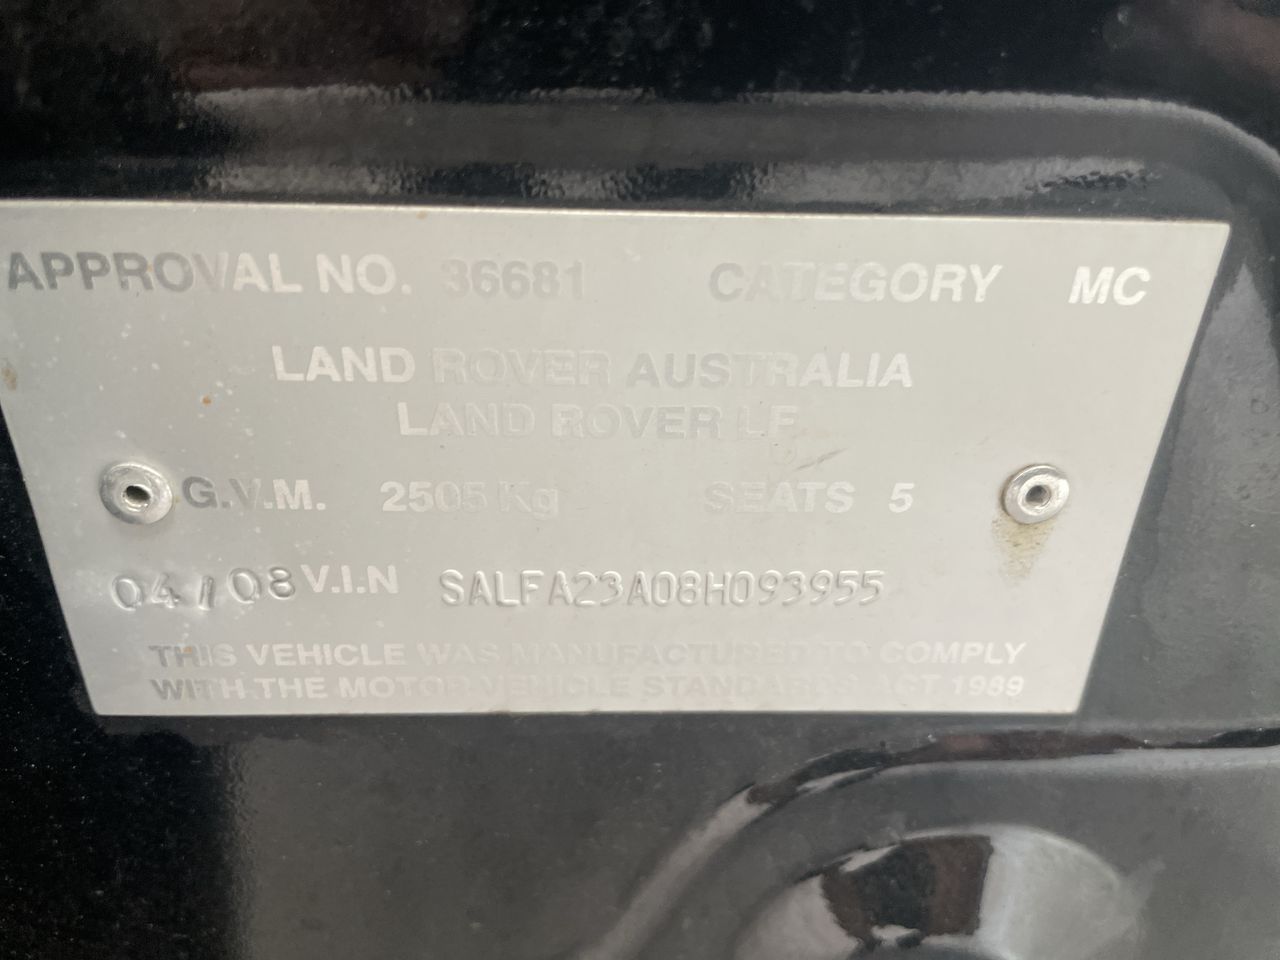 APPROVAL NO. 36681 CATEGORY MC
LAND ROVER AUSTRALIA
LAND ROVER LF
G.V.M. 2505 Kg SEATS 5
04/08 V.I.N SALFA23A08H093955
THIS VEHICLE WAS MANUFACTURED TO COMPLY
WITH THE MOTOR VEHICLE STANDARDS ACT 1989